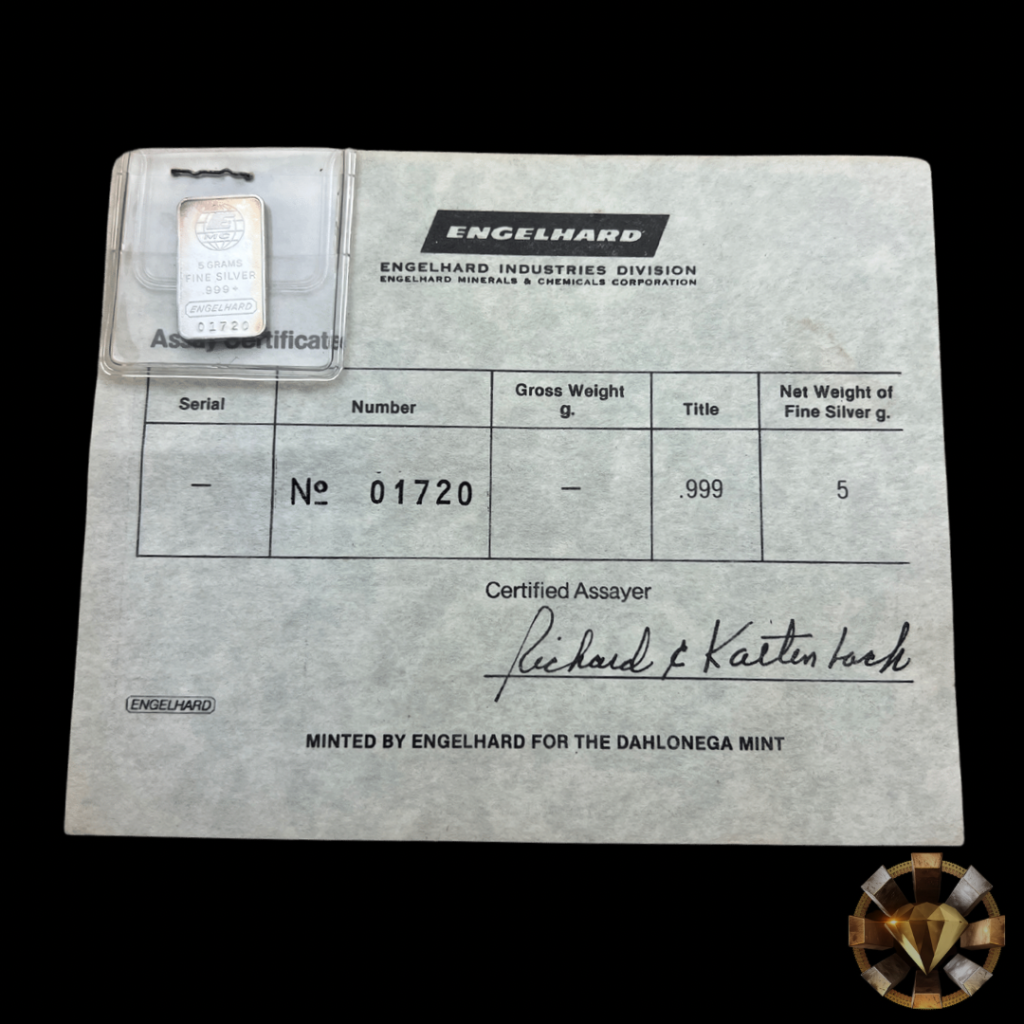 EMC
5 GRAMS
FINE SILVER
.999+
ENGELHARD
01720
ENGELHARD
ENGELHARD INDUSTRIES DIVISION
ENGELHARD MINERALS & CHEMICALS CORPORATION
Assay Certificate
Serial Number Gross Weight g. Title Net Weight of Fine Silver g.
— Nº 01720 — .999 5
Certified Assayer
Richard C Kaltenbach
ENGELHARD
MINTED BY ENGELHARD FOR THE DAHLONEGA MINT